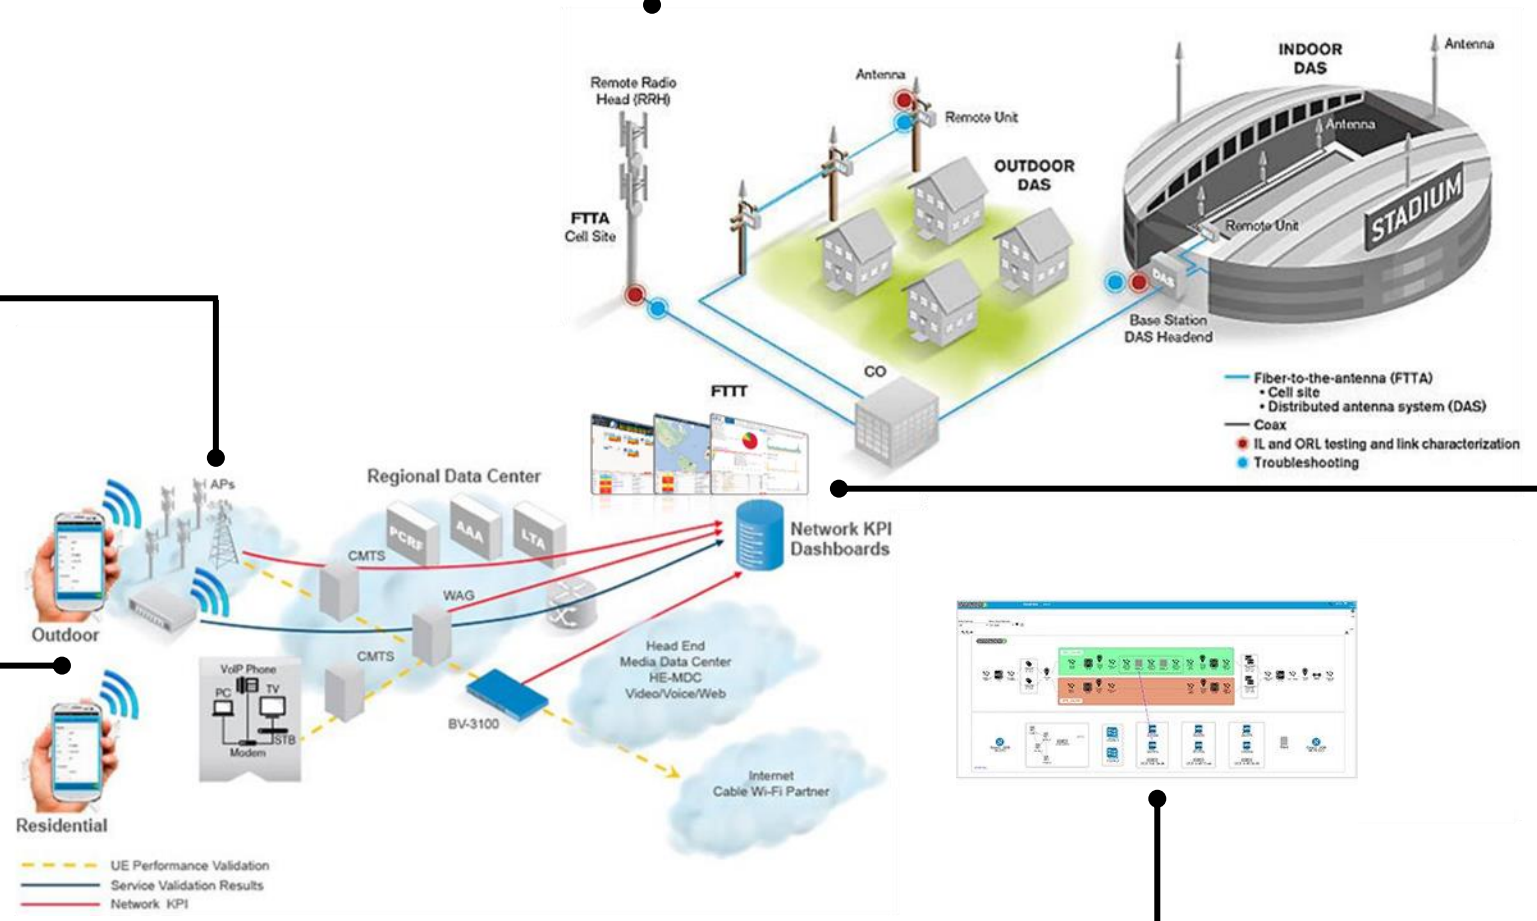 INDOOR
DAS
Antenna
Remote Radio
Head (RRH)
Antenna
Remote Unit
Antenna
OUTDOOR
DAS
STADIUM
FTTA
Cell Site
Remote Unit
DAS
Base Station
DAS Headend
CO
FTTT
Fiber-to-the-antenna (FTTA)
• Cell site
• Distributed antenna system (DAS)
Coax
IL and ORL testing and link characterization
Troubleshooting
Regional Data Center
APs
PCRF
AAA
LTA
Network KPI
Dashboards
CMTS
WAG
Outdoor
Head End
Media Data Center
HE-MDC
Video/Voice/Web
CMTS
VoIP Phone
PC
TV
STB
Modem
BV-3100
Internet
Cable Wi-Fi Partner
Residential
UE Performance Validation
Service Validation Results
Network KPI